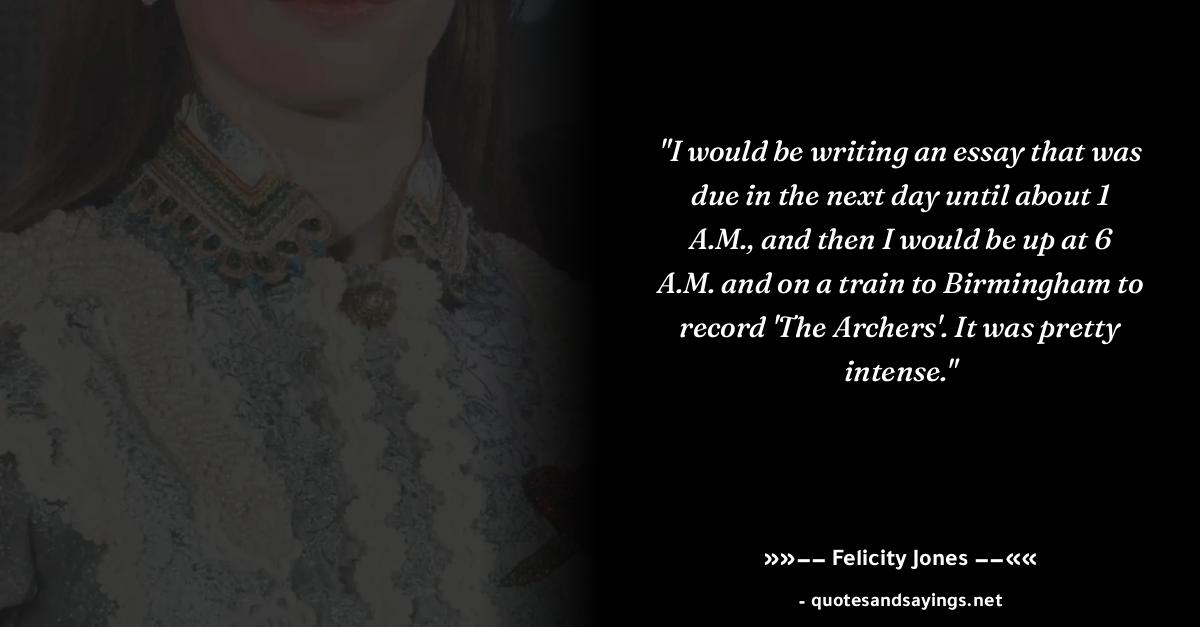 "I would be writing an essay that was
due in the next day until about 1
A.M., and then I would be up at 6
A.M. and on a train to Birmingham to
record 'The Archers'. It was pretty
intense."
»»–– Felicity Jones ––««
- quotesandsayings.net